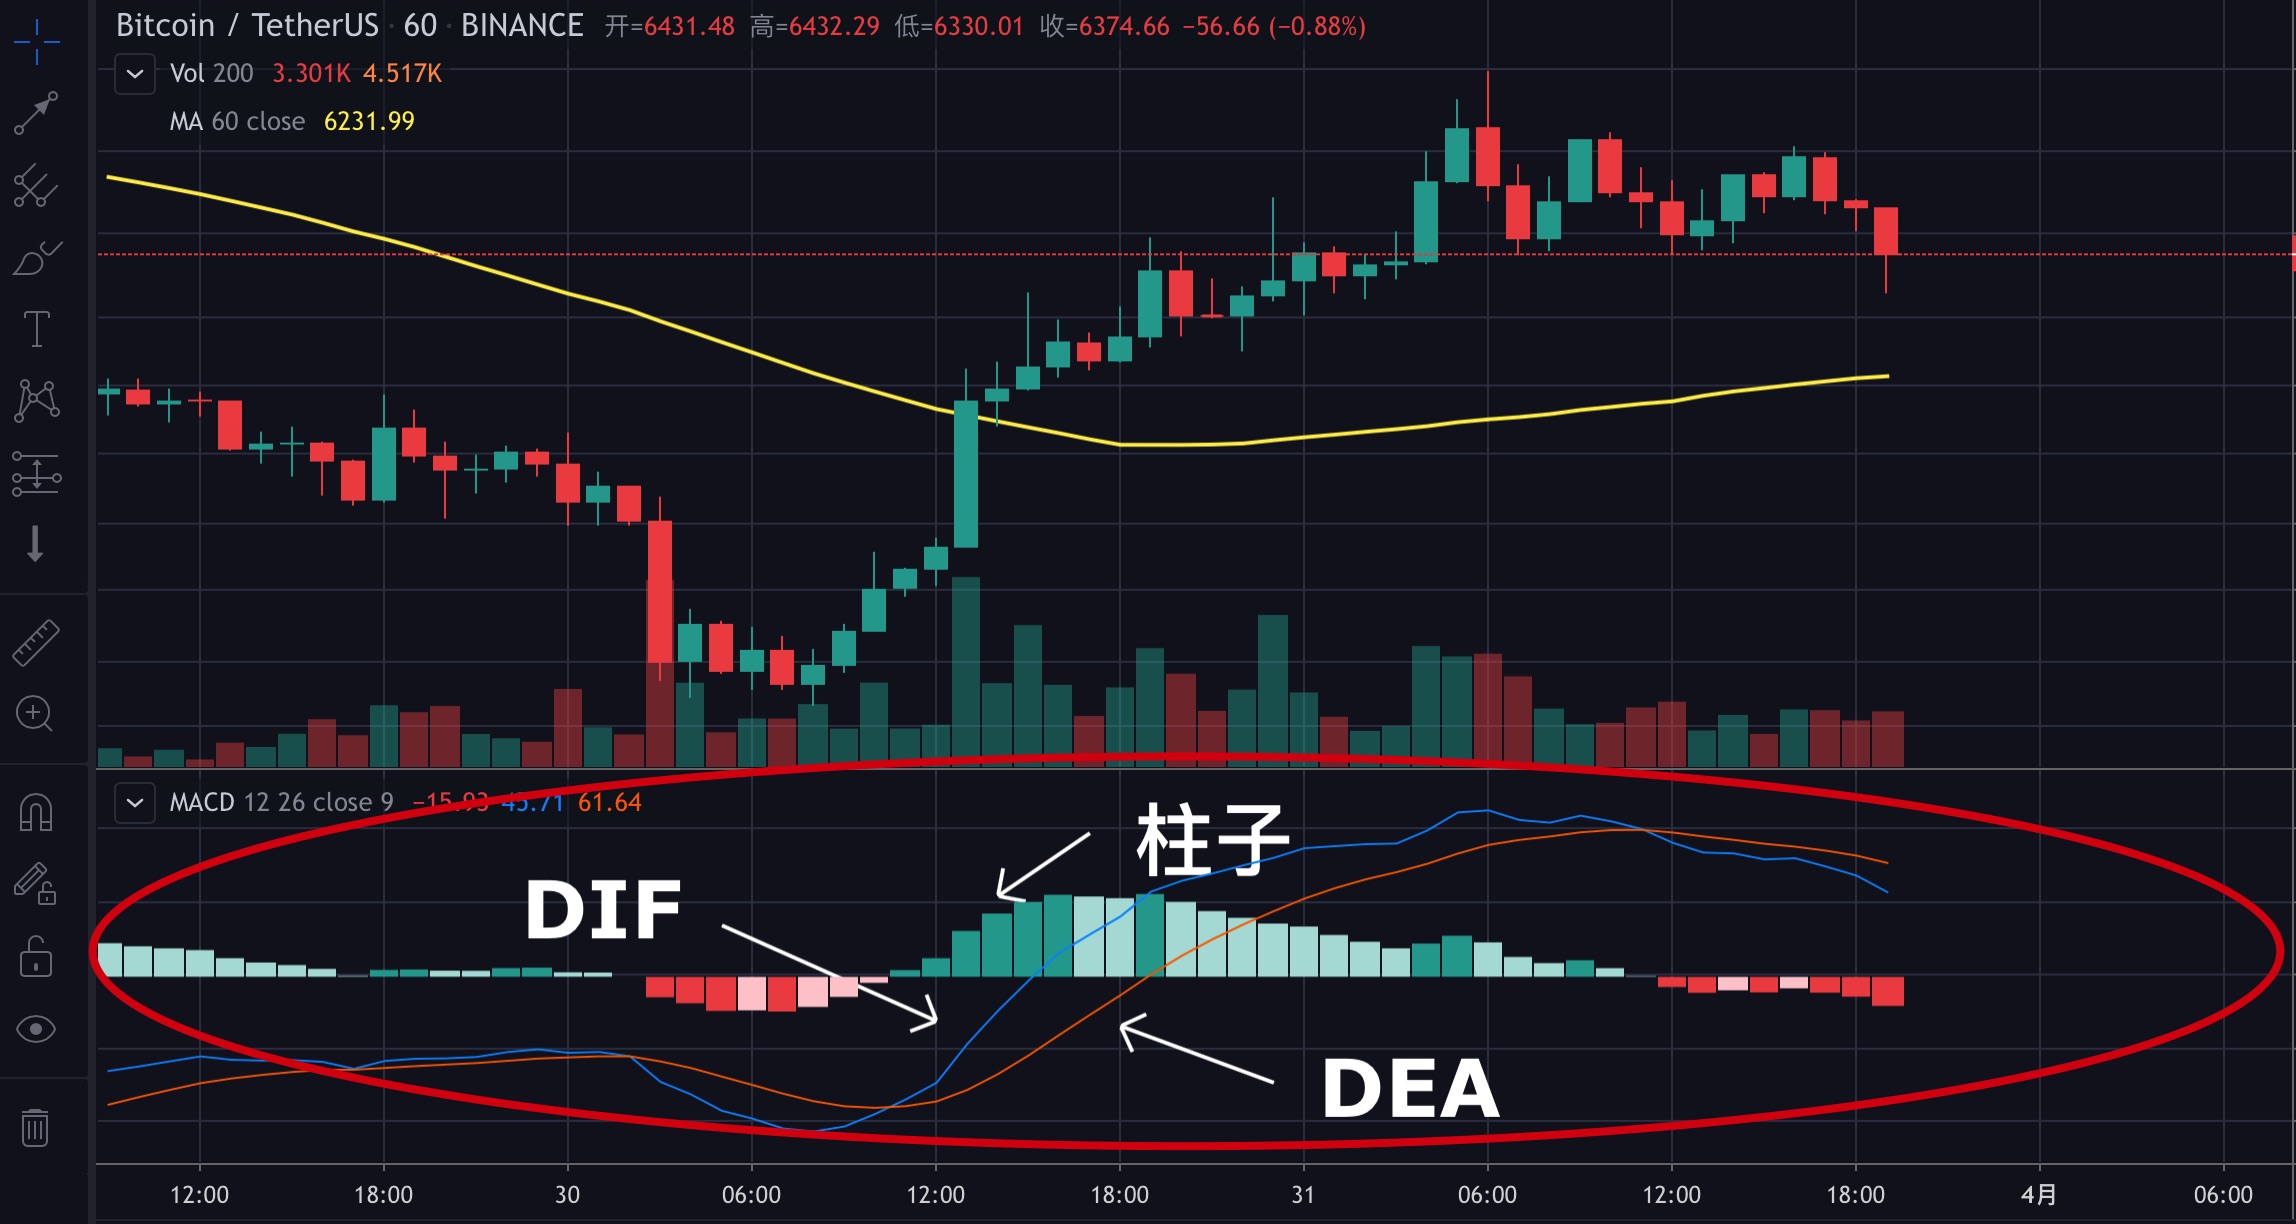 Bitcoin / TetherUS · 60 · BINANCE 开=6431.48 高=6432.29 低=6330.01 收=6374.66 −56.66 (−0.88%)
Vol 200 3.301K 4.517K
MA 60 close 6231.99
MACD 12 26 close 9 −15.93 45.71 61.64
柱子
DIF
DEA
12:00 18:00 30 06:00 12:00 18:00 31 06:00 12:00 18:00 4月 06:00